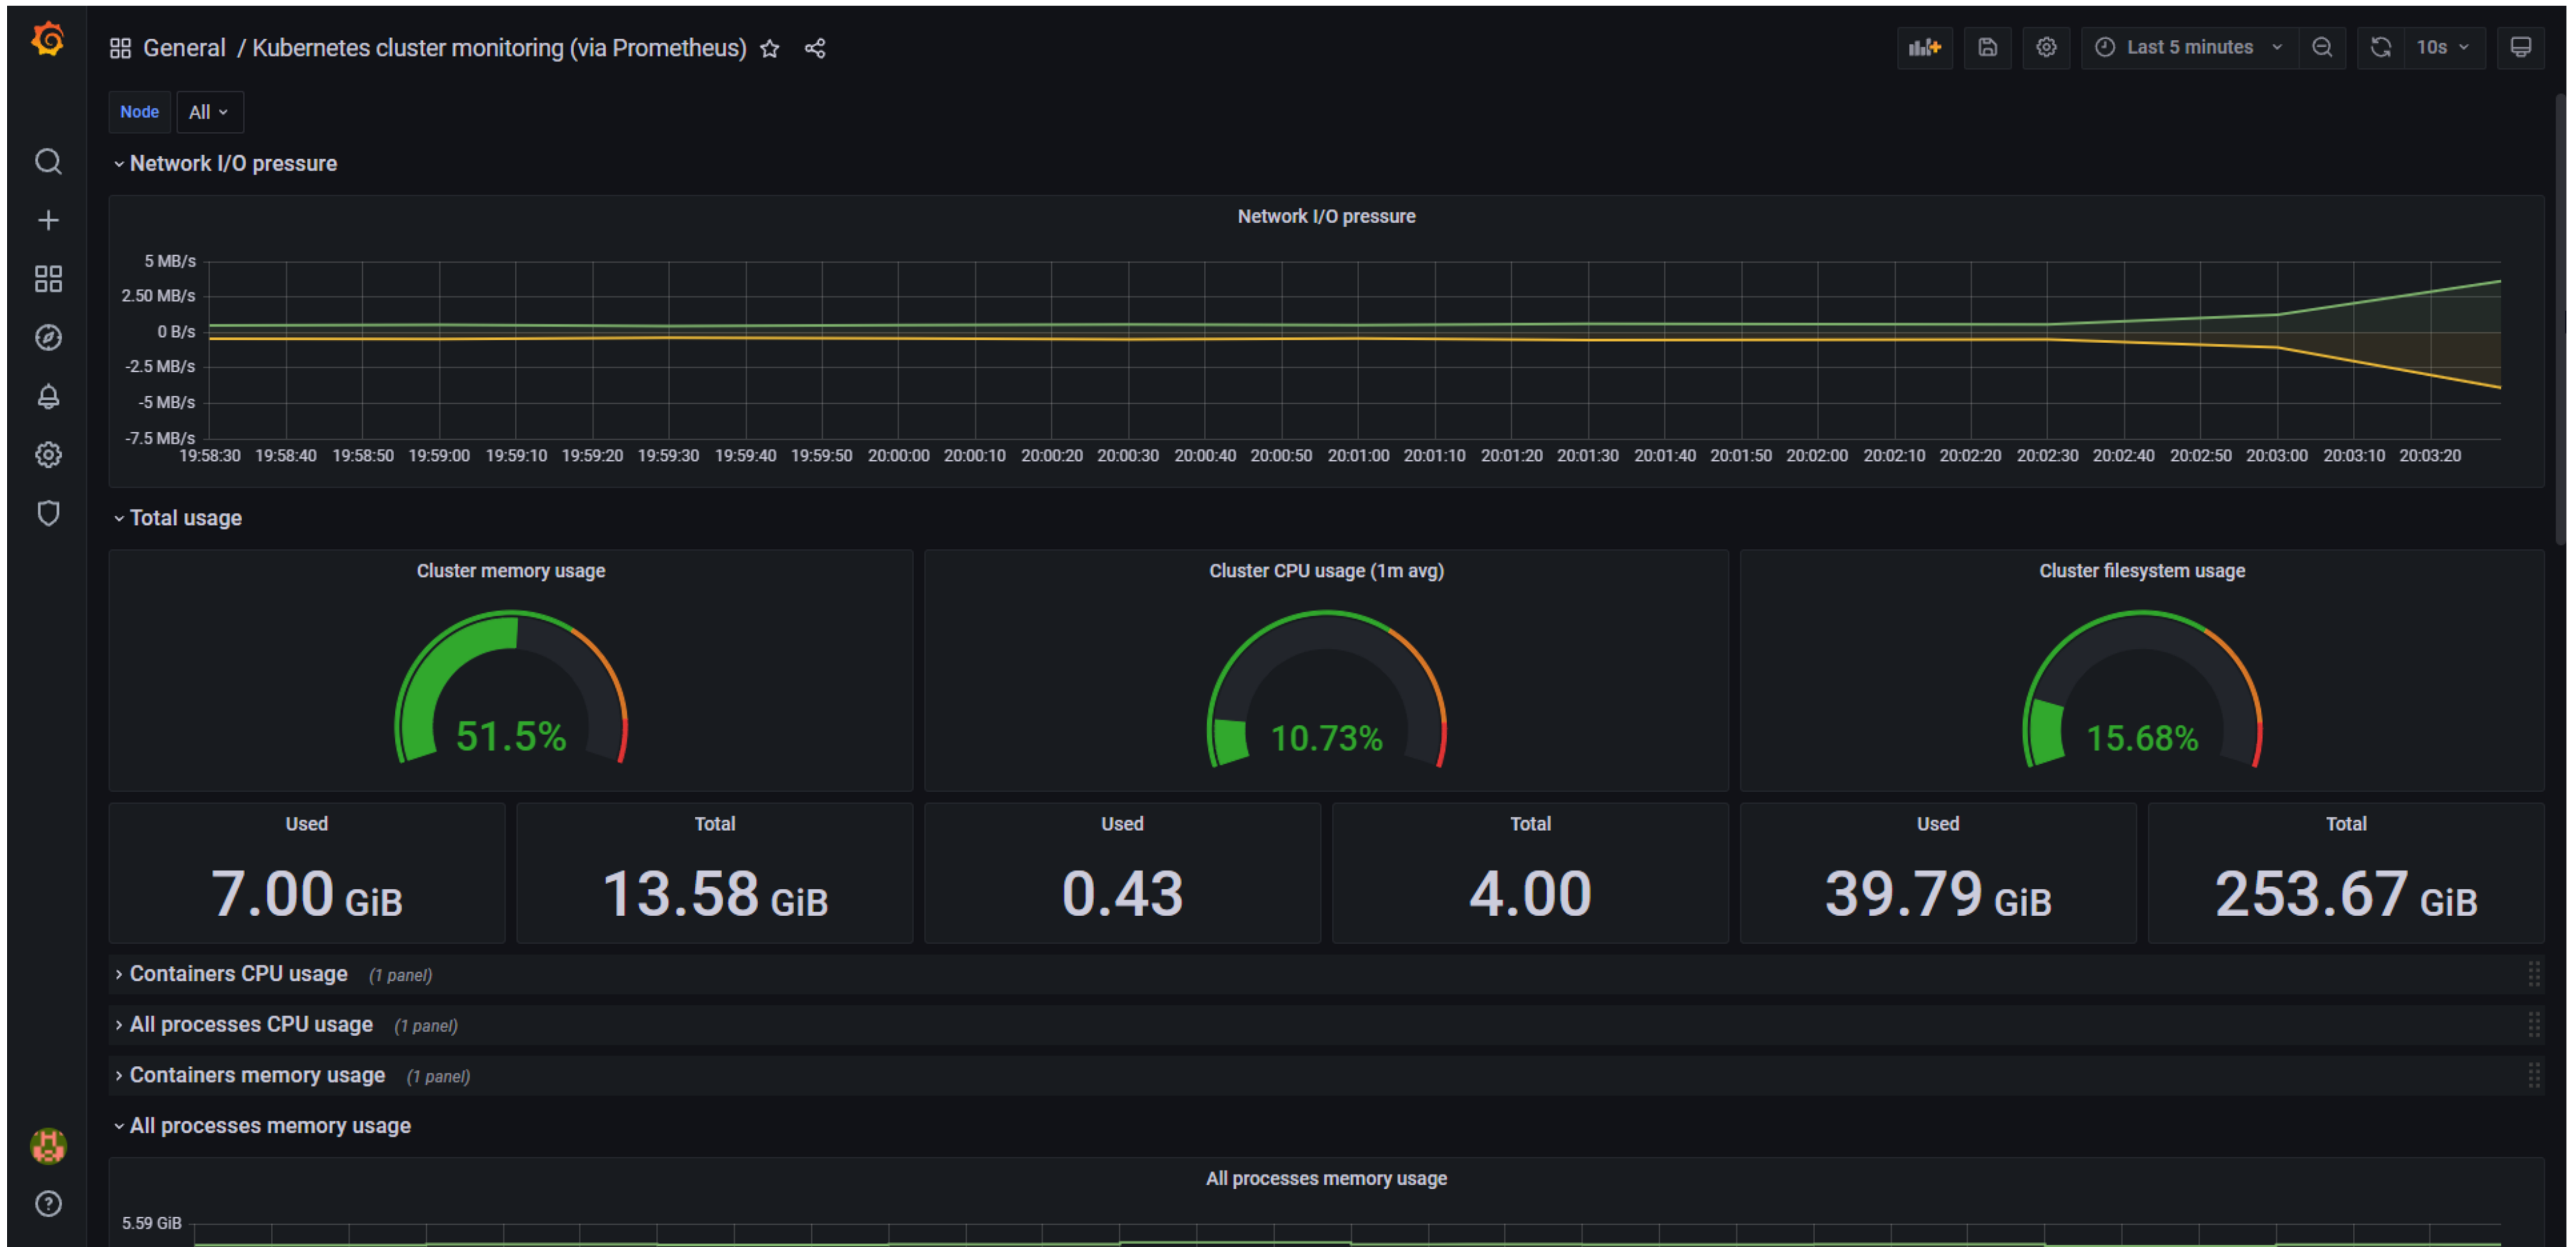 General / Kubernetes cluster monitoring (via Prometheus)
Last 5 minutes
10s
Node
All
Network I/O pressure
Network I/O pressure
5 MB/s
2.50 MB/s
0 B/s
-2.5 MB/s
-5 MB/s
-7.5 MB/s
19:58:30 19:58:40 19:58:50 19:59:00 19:59:10 19:59:20 19:59:30 19:59:40 19:59:50 20:00:00 20:00:10 20:00:20 20:00:30 20:00:40 20:00:50 20:01:00 20:01:10 20:01:20 20:01:30 20:01:40 20:01:50 20:02:00 20:02:10 20:02:20 20:02:30 20:02:40 20:02:50 20:03:00 20:03:10 20:03:20
Total usage
Cluster memory usage
51.5%
Cluster CPU usage (1m avg)
10.73%
Cluster filesystem usage
15.68%
Used
7.00 GiB
Total
13.58 GiB
Used
0.43
Total
4.00
Used
39.79 GiB
Total
253.67 GiB
Containers CPU usage (1 panel)
All processes CPU usage (1 panel)
Containers memory usage (1 panel)
All processes memory usage
All processes memory usage
5.59 GiB